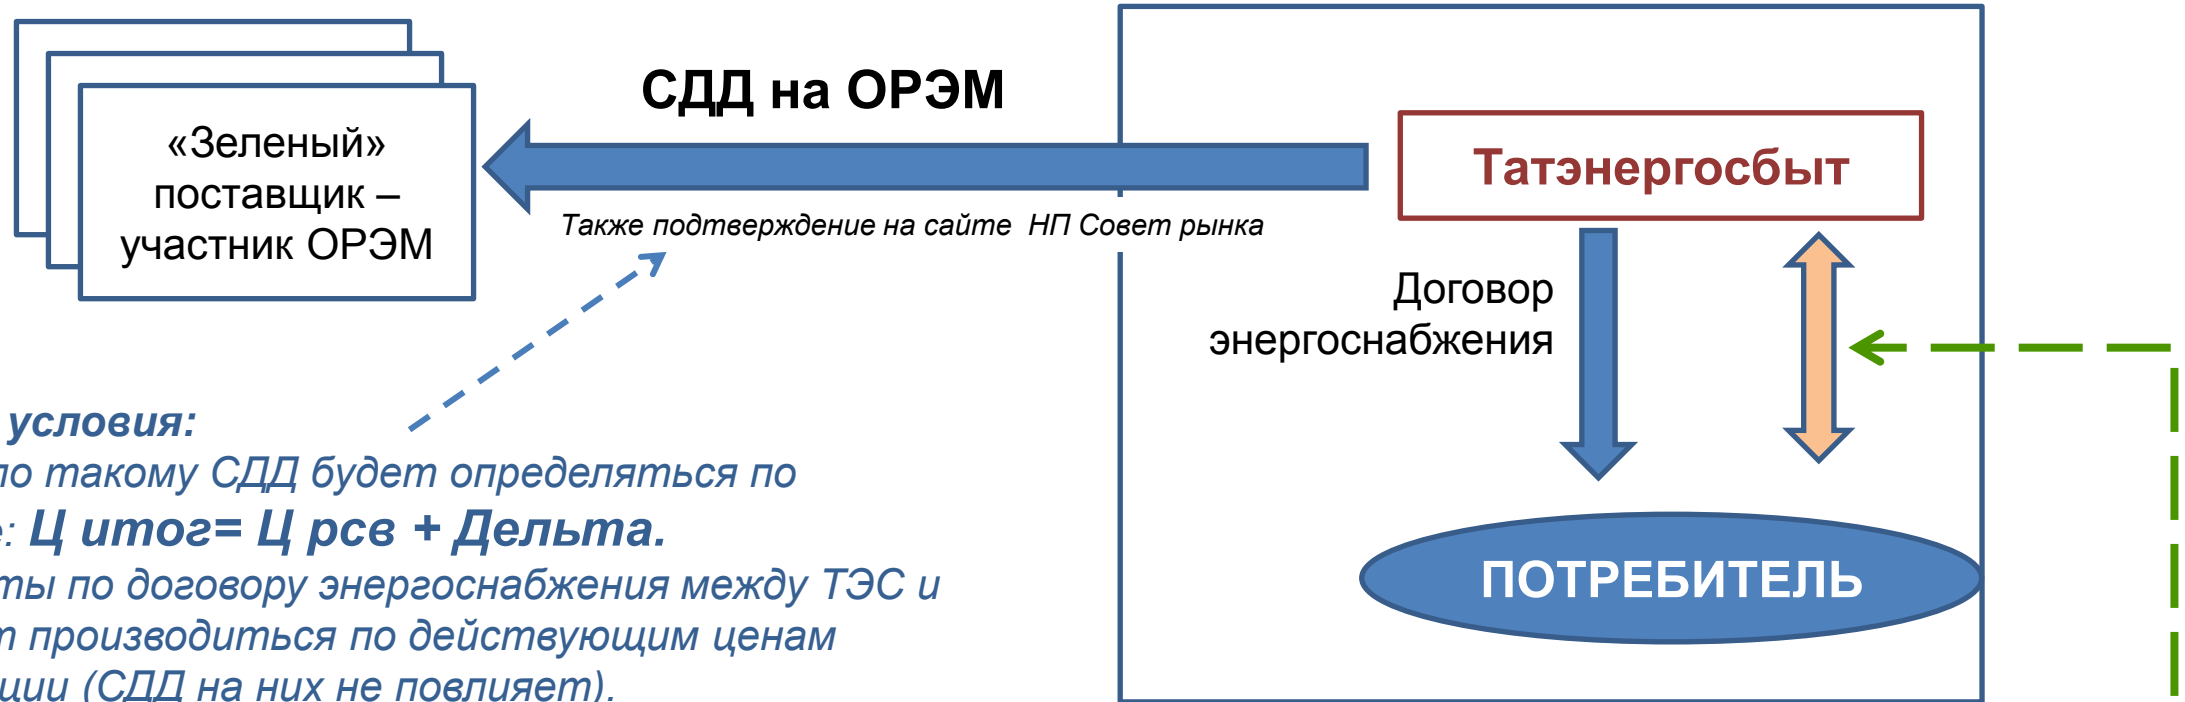 СДД на ОРЭМ
«Зеленый»
поставщик –
участник ОРЭМ
Также подтверждение на сайте НП Совет рынка
Татэнергосбыт
Договор
энергоснабжения
ПОТРЕБИТЕЛЬ
условия:
по такому СДД будет определяться по
: Ц итог= Ц рсв + Дельта.
по договору энергоснабжения между ТЭС и
производиться по действующим ценам
(СДД на них не повлияет).